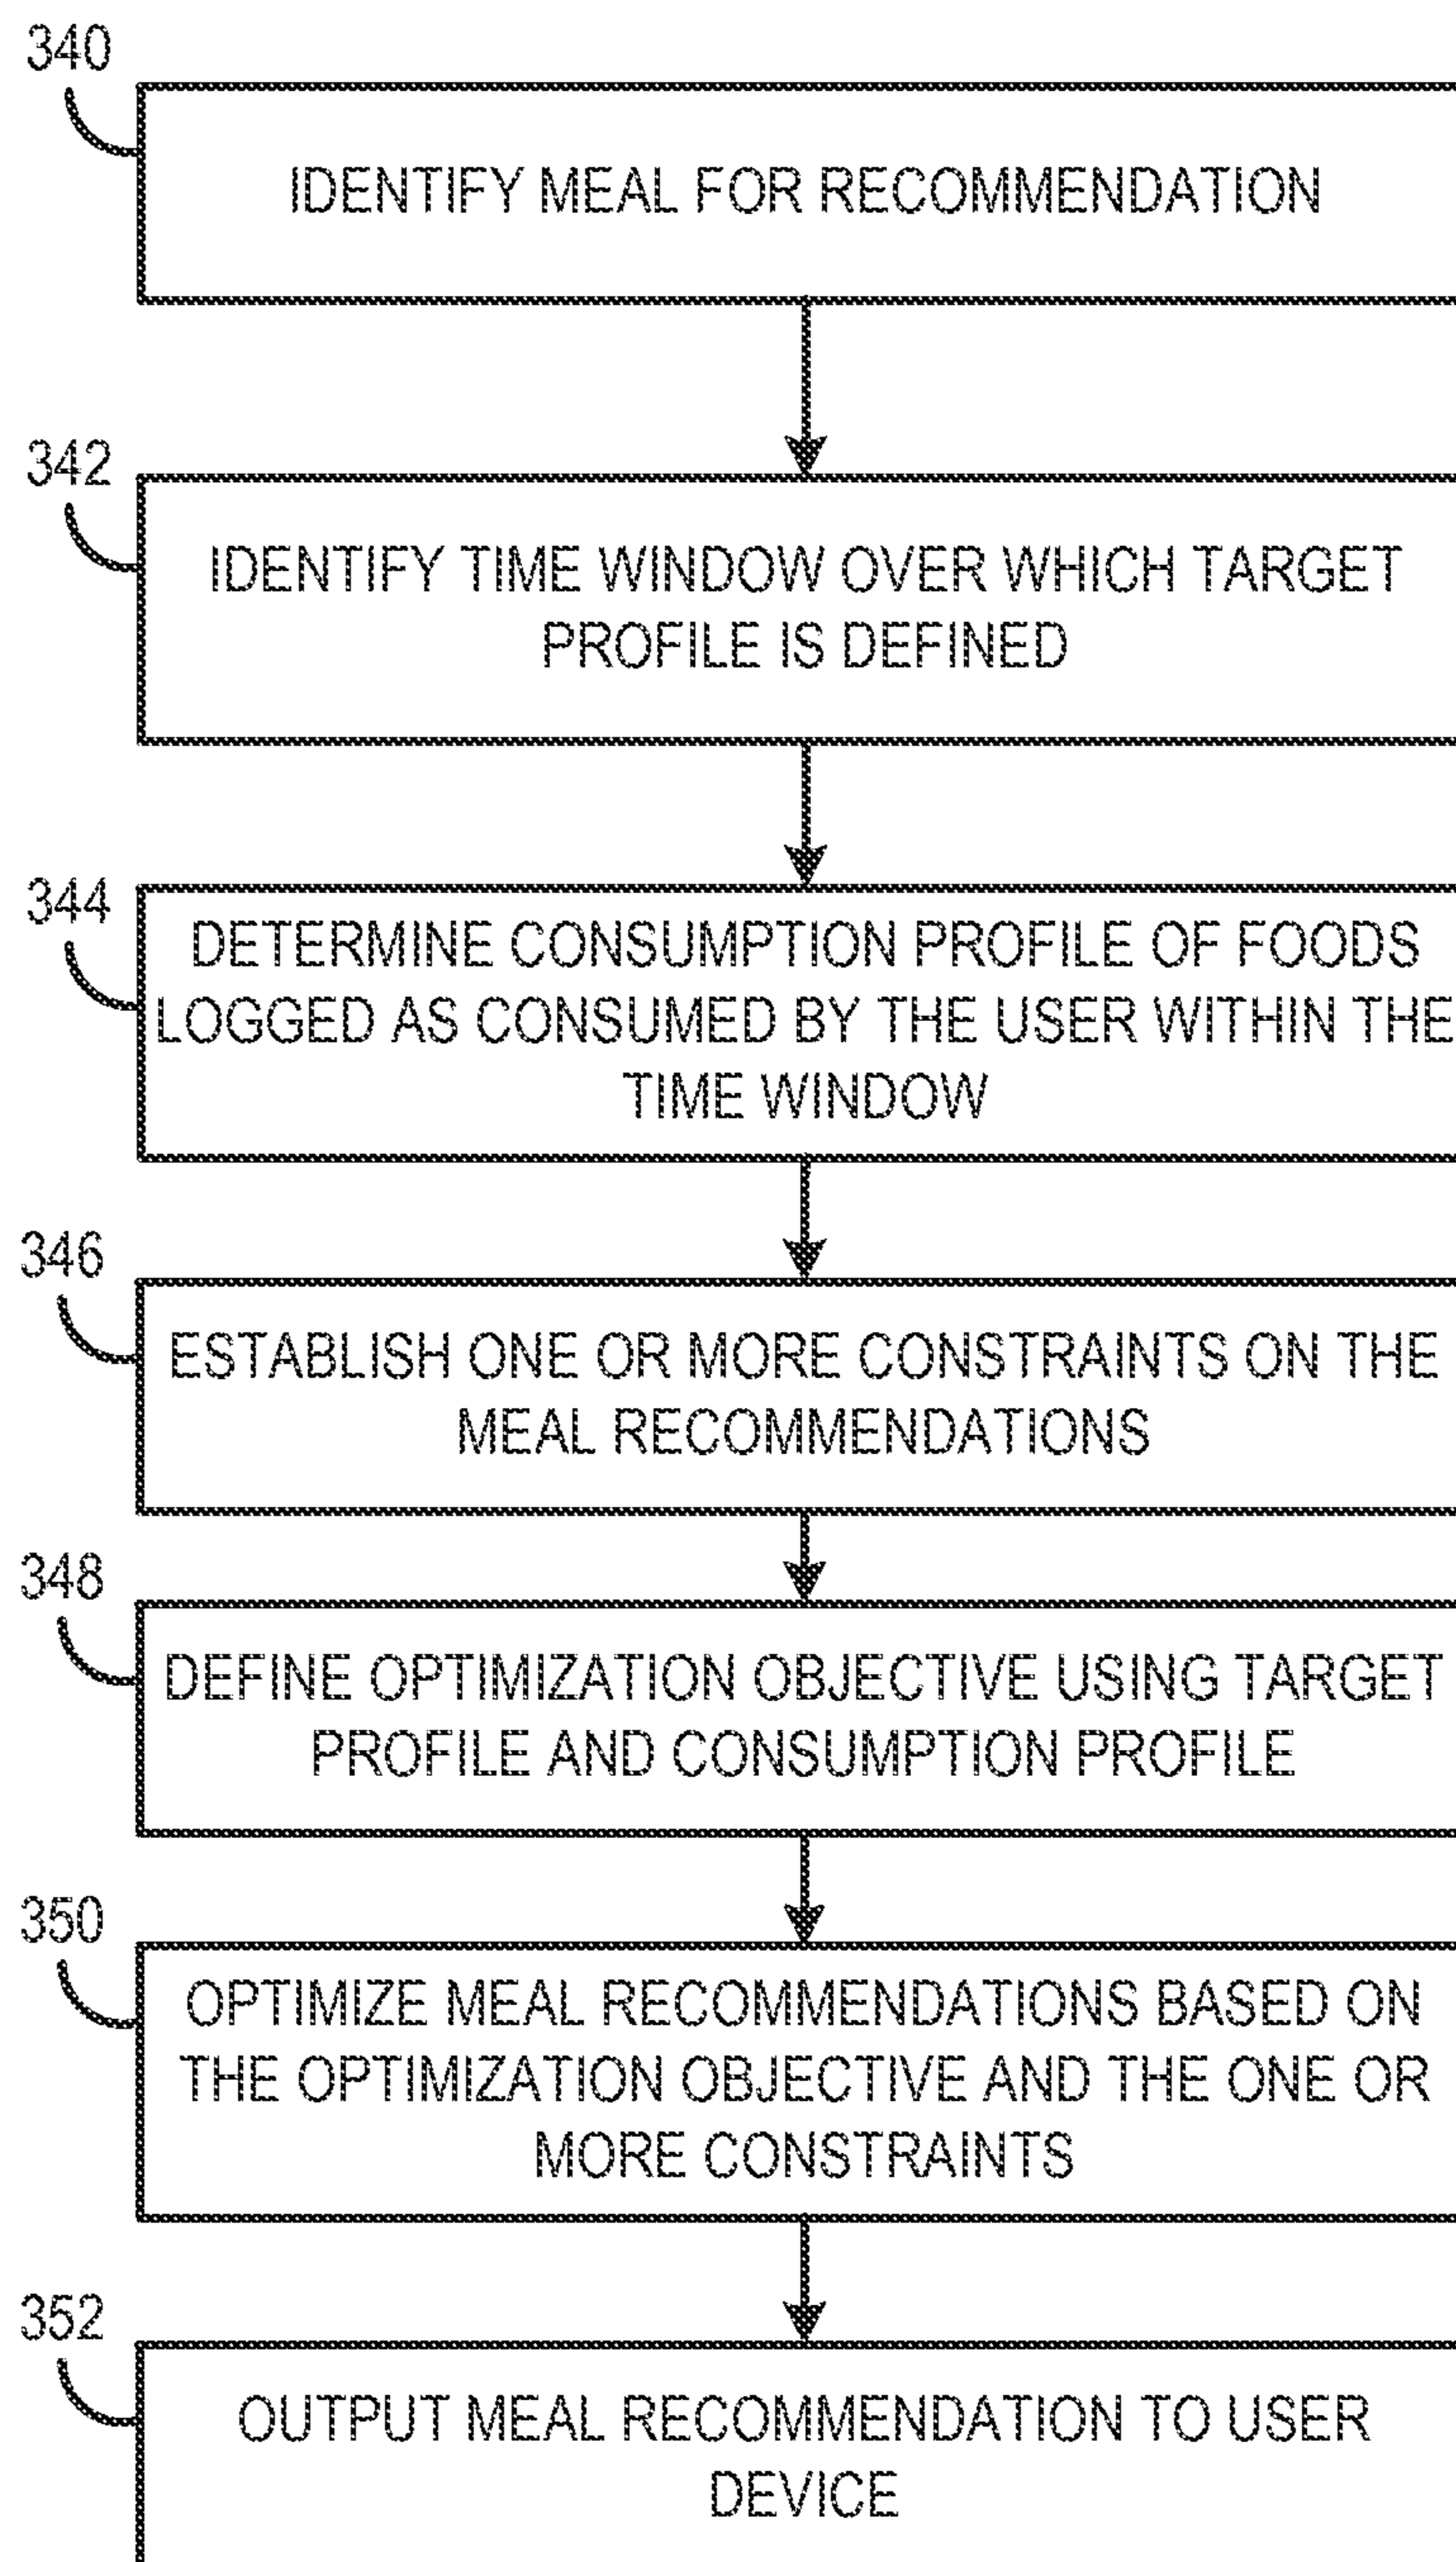 340
IDENTIFY MEAL FOR RECOMMENDATION
342
IDENTIFY TIME WINDOW OVER WHICH TARGET
PROFILE IS DEFINED
344
DETERMINE CONSUMPTION PROFILE OF FOODS
LOGGED AS CONSUMED BY THE USER WITHIN THE
TIME WINDOW
346
ESTABLISH ONE OR MORE CONSTRAINTS ON THE
MEAL RECOMMENDATIONS
348
DEFINE OPTIMIZATION OBJECTIVE USING TARGET
PROFILE AND CONSUMPTION PROFILE
350
OPTIMIZE MEAL RECOMMENDATIONS BASED ON
THE OPTIMIZATION OBJECTIVE AND THE ONE OR
MORE CONSTRAINTS
352
OUTPUT MEAL RECOMMENDATION TO USER
DEVICE